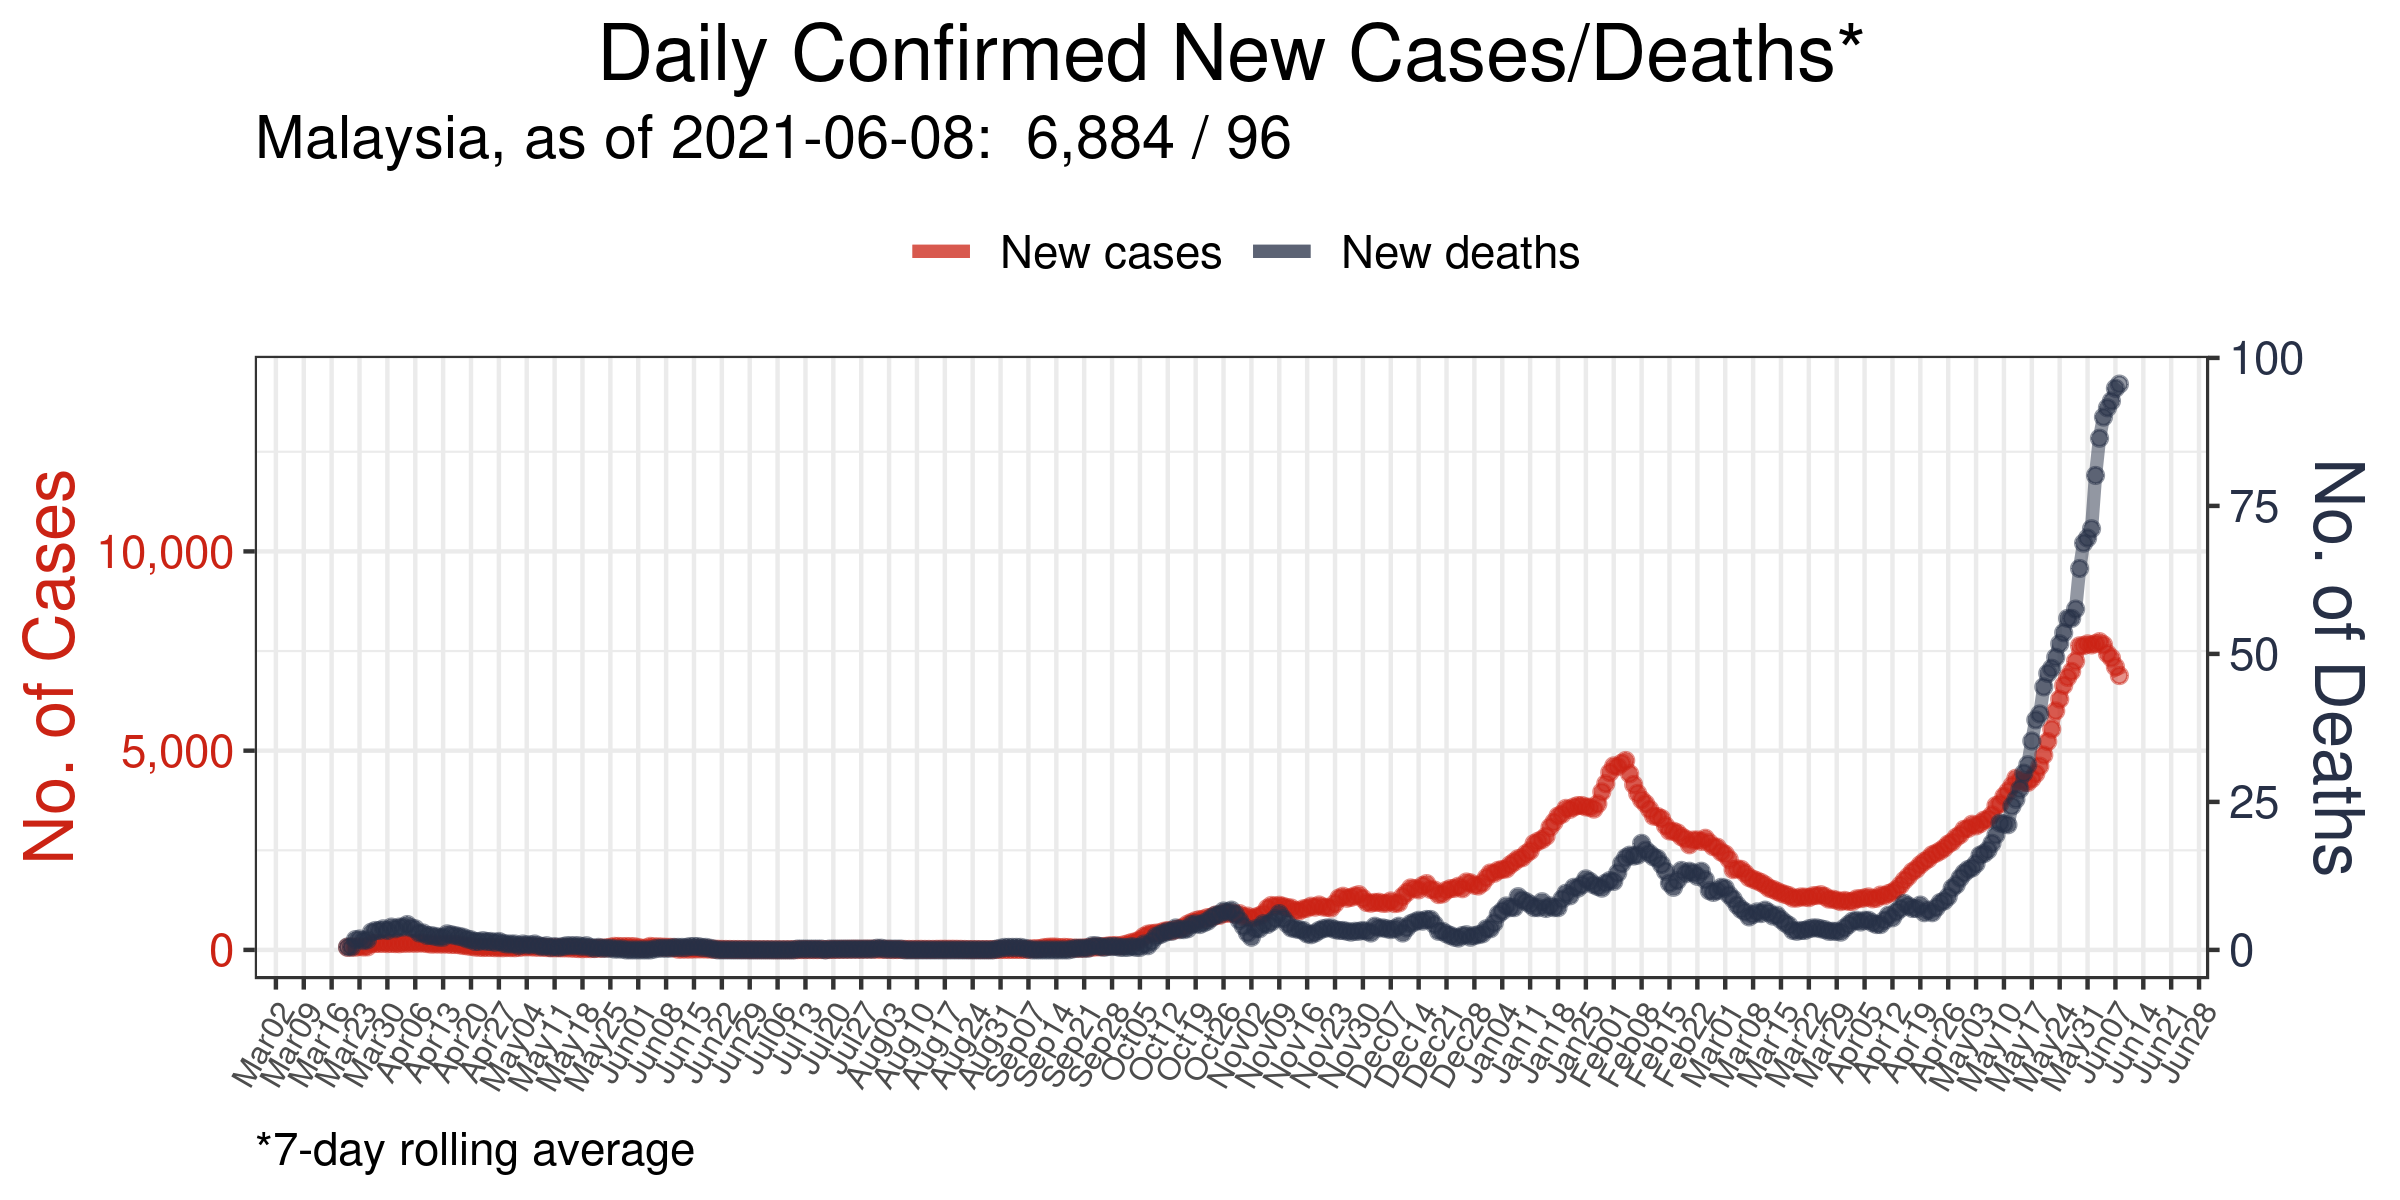 Daily Confirmed New Cases/Deaths*
Malaysia, as of 2021-06-08:  6,884 / 96
New cases
New deaths
No. of Cases
10,000
5,000
0
100
75
50
25
0
No. of Deaths
Mar02
Mar09
Mar16
Mar23
Mar30
Apr06
Apr13
Apr20
Apr27
May04
May11
May18
May25
Jun01
Jun08
Jun15
Jun22
Jun29
Jul06
Jul13
Jul20
Jul27
Aug03
Aug10
Aug17
Aug24
Aug31
Sep07
Sep14
Sep21
Sep28
Oct05
Oct12
Oct19
Oct26
Nov02
Nov09
Nov16
Nov23
Nov30
Dec07
Dec14
Dec21
Dec28
Jan04
Jan11
Jan18
Jan25
Feb01
Feb08
Feb15
Feb22
Mar01
Mar08
Mar15
Mar22
Mar29
Apr05
Apr12
Apr19
Apr26
May03
May10
May17
May24
May31
Jun07
Jun14
Jun21
Jun28
*7-day rolling average